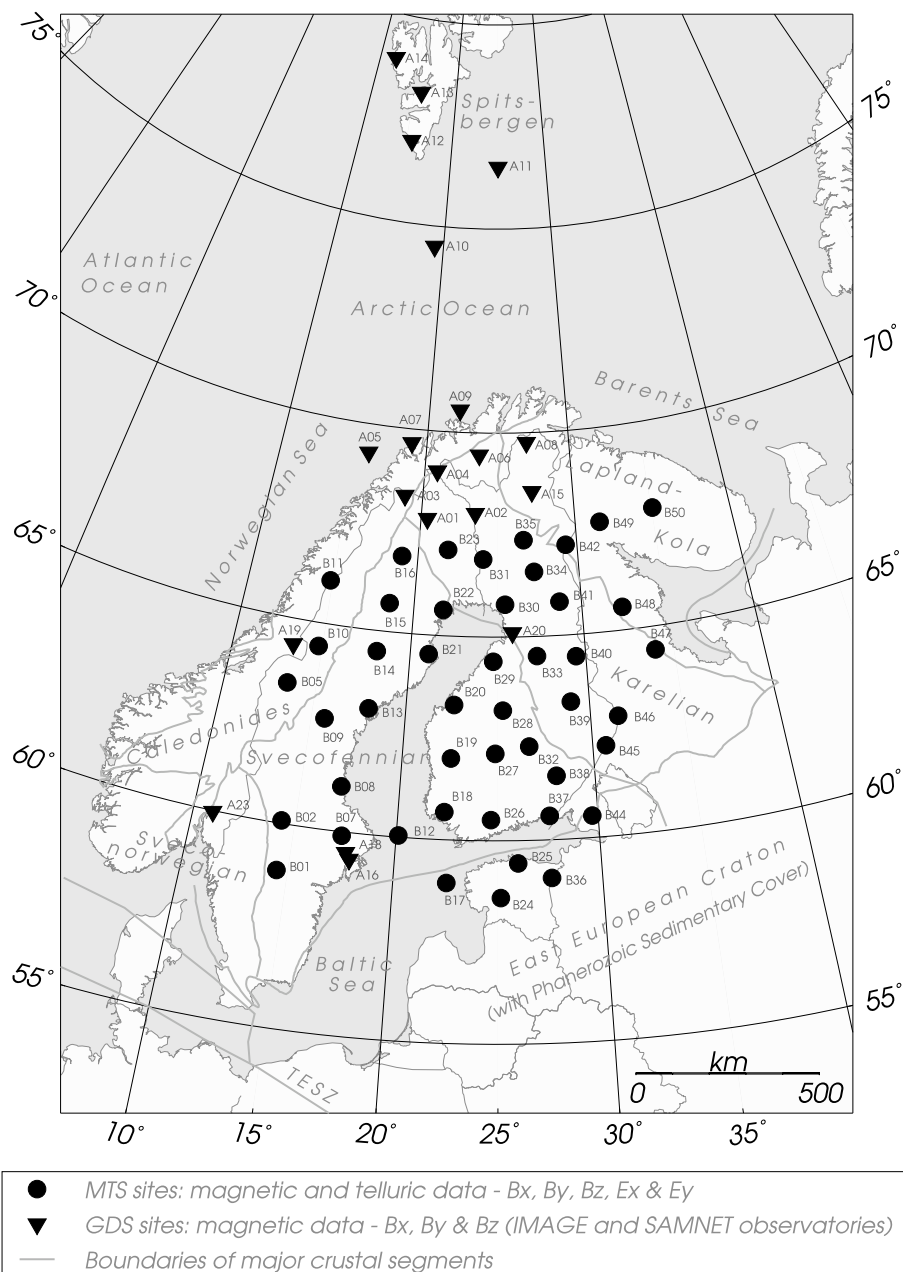 75°
A14
A13
Spits-
bergen
75°
A12
A11
A10
Atlantic
Ocean
70°
Arctic Ocean
70°
Barents Sea
A09
A07
A05
A08
A06
Norwegian Sea
Lapland-
A04
A03
A15
A02
A01
B50
B49
Kola
65°
B35
B23
B42
B16
B31
B11
B34
65°
B22
B41
B30
B48
B15
A19
B10
A20
B47
B21
B14
B40
B33
B29
B05
Karelian
B20
B13
B46
B39
B28
Caledonides
B09
B45
B19
Svecofennian
B32
60°
B27
B38
B08
60°
A23
B18
B37
B02
B07
B26
B44
B12
Sveco-
norwegian
A18
B25
B01
A16
B36
B17
B24
East European Craton
(with Phanerozoic Sedimentary Cover)
Baltic
Sea
55°
55°
TESZ
km
0 500
10° 15° 20° 25° 30° 35°
MTS sites: magnetic and telluric data - Bx, By, Bz, Ex & Ey
GDS sites: magnetic data - Bx, By & Bz (IMAGE and SAMNET observatories)
Boundaries of major crustal segments